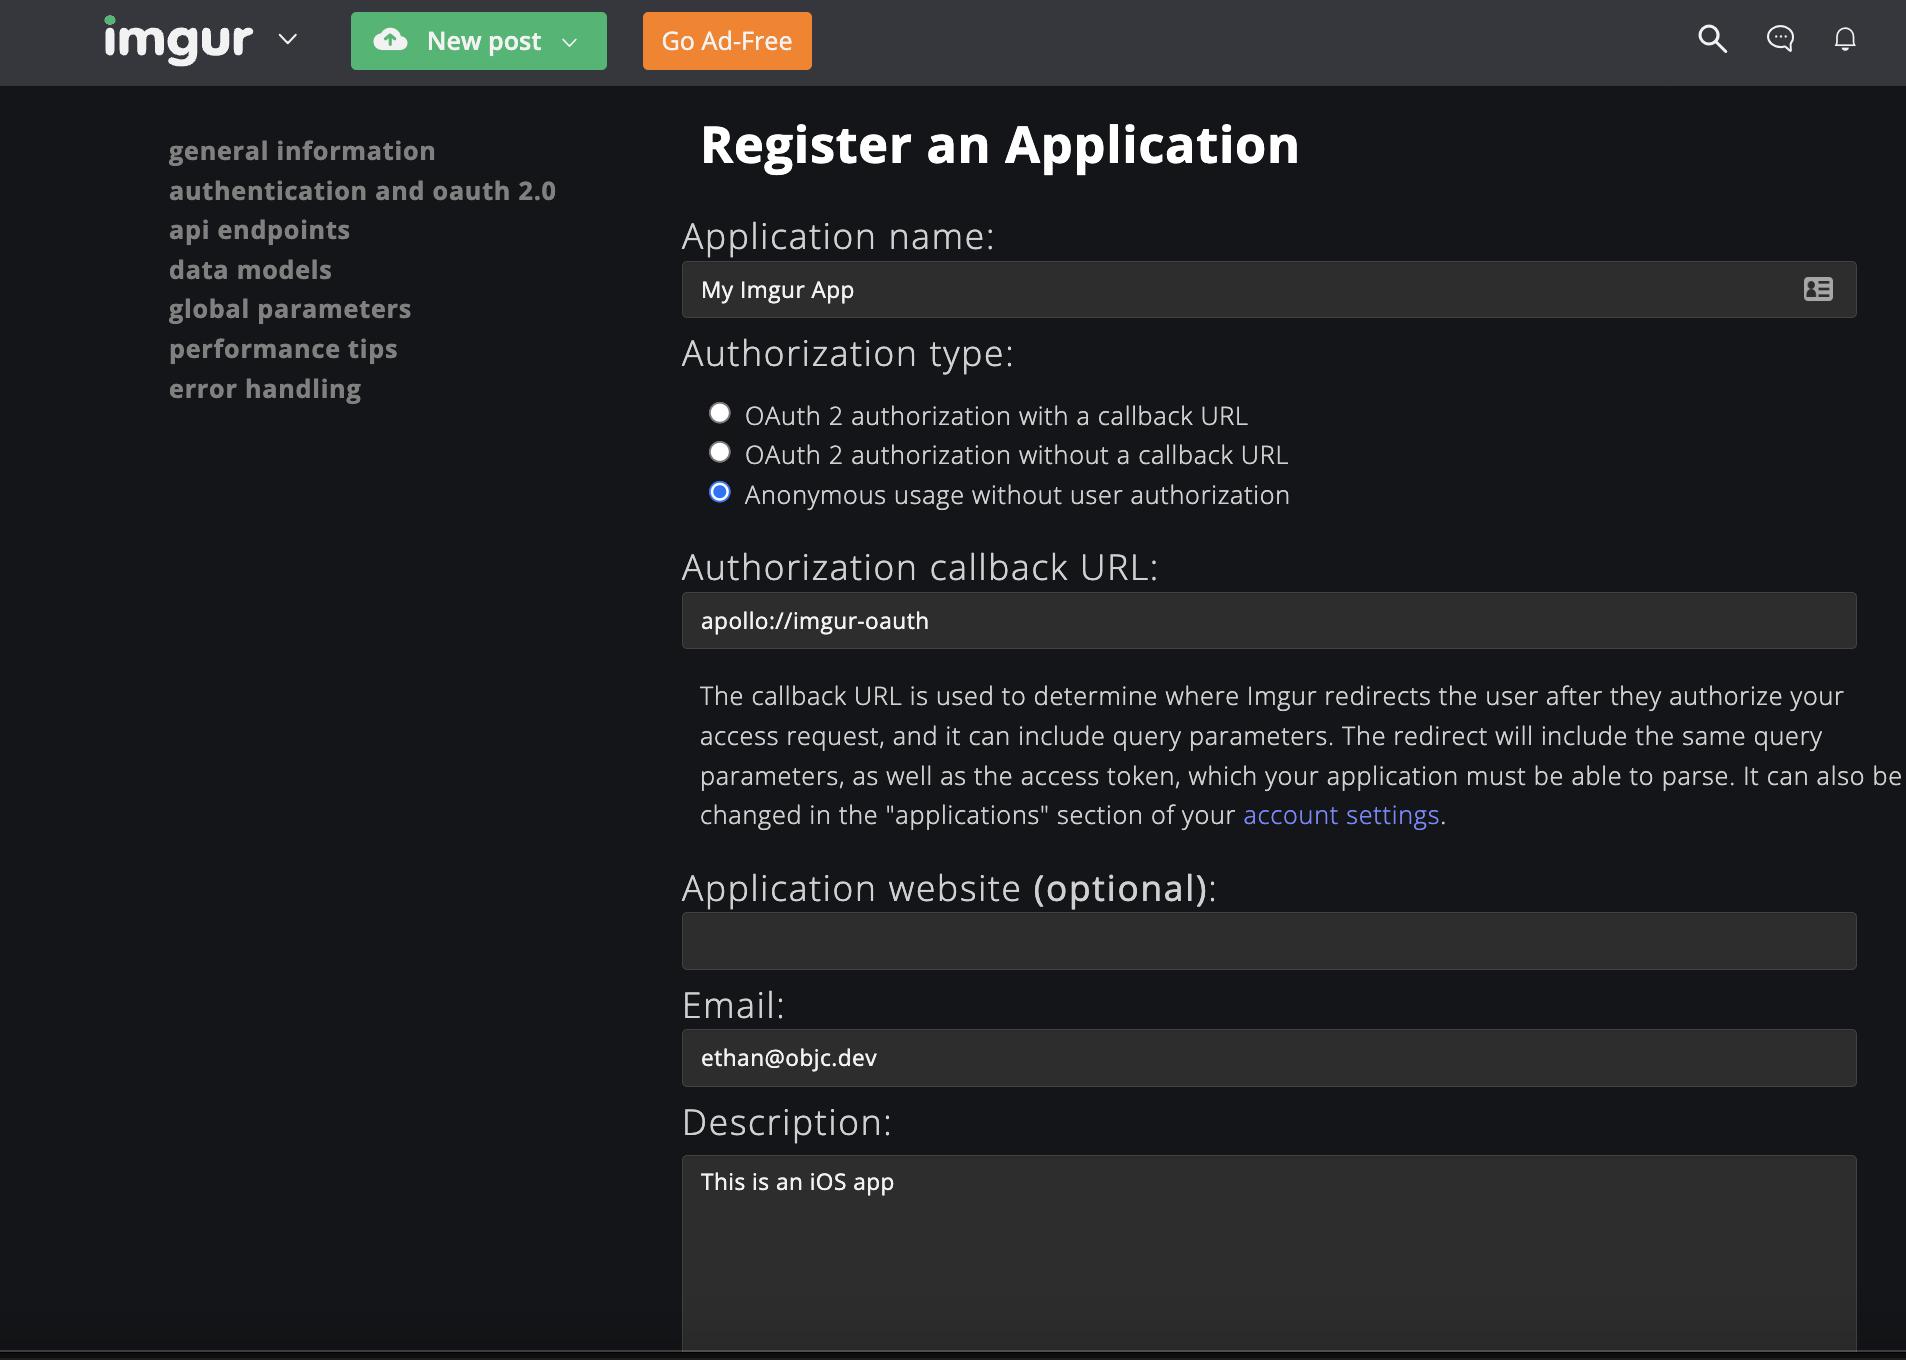 imgur
New post
Go Ad-Free
general information
authentication and oauth 2.0
api endpoints
data models
global parameters
performance tips
error handling
Register an Application
Application name:
My Imgur App
Authorization type:
OAuth 2 authorization with a callback URL
OAuth 2 authorization without a callback URL
Anonymous usage without user authorization
Authorization callback URL:
apollo://imgur-oauth
The callback URL is used to determine where Imgur redirects the user after they authorize your
access request, and it can include query parameters. The redirect will include the same query
parameters, as well as the access token, which your application must be able to parse. It can also be
changed in the "applications" section of your account settings.
Application website (optional):
Email:
ethan@objc.dev
Description:
This is an iOS app